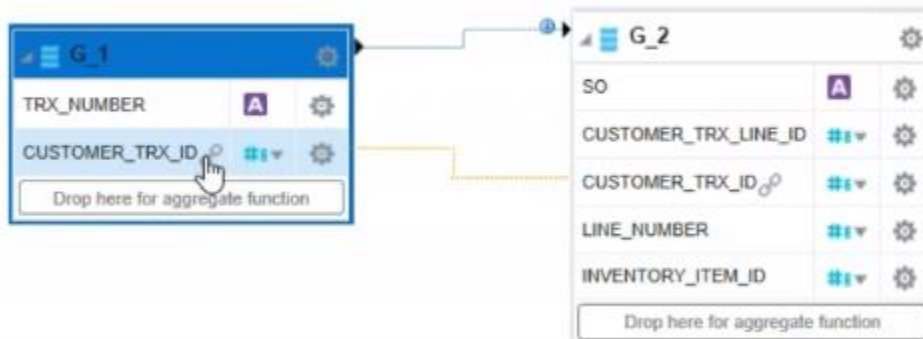 G_1
TRX_NUMBER
A
CUSTOMER_TRX_ID
Drop here for aggregate function
G_2
SO
A
CUSTOMER_TRX_LINE_ID
CUSTOMER_TRX_ID
LINE_NUMBER
INVENTORY_ITEM_ID
Drop here for aggregate function